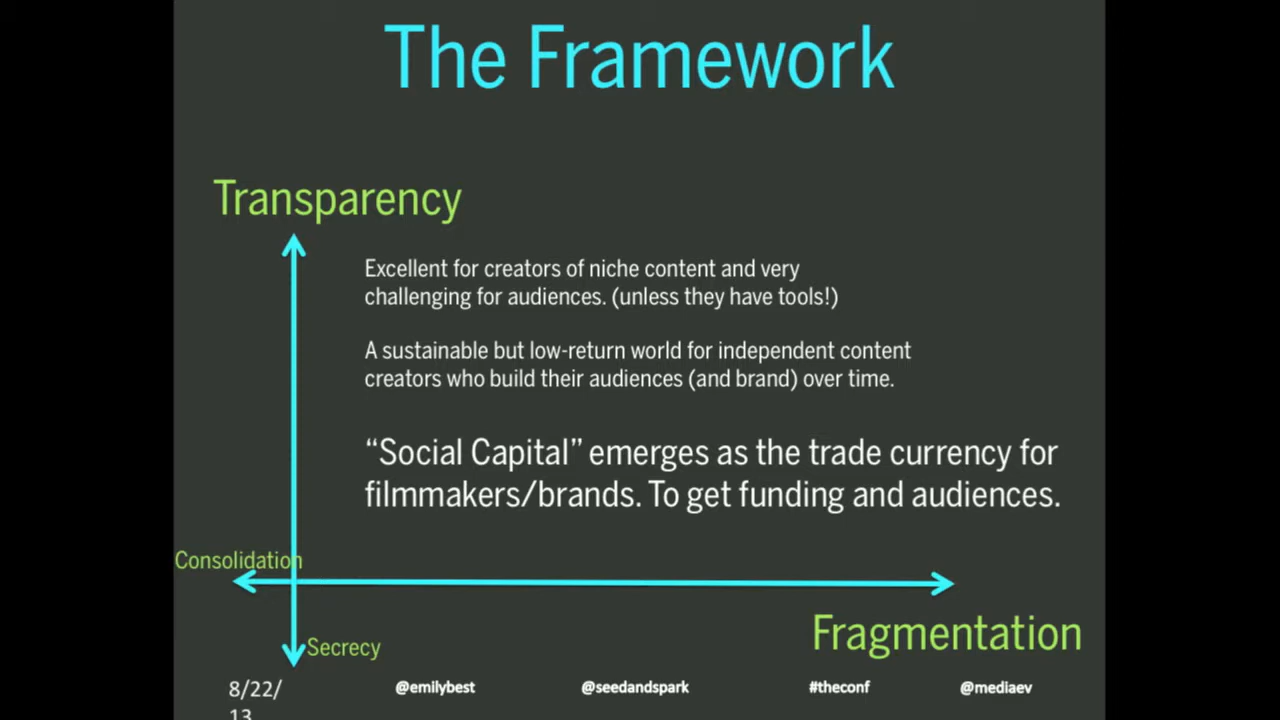 The Framework
Transparency
Excellent for creators of niche content and very
challenging for audiences. (unless they have tools!)
A sustainable but low-return world for independent content
creators who build their audiences (and brand) over time.
“Social Capital” emerges as the trade currency for
filmmakers/brands. To get funding and audiences.
Consolidation
Fragmentation
Secrecy
8/22/
13
@emilybest
@seedandspark
#theconf
@mediaev